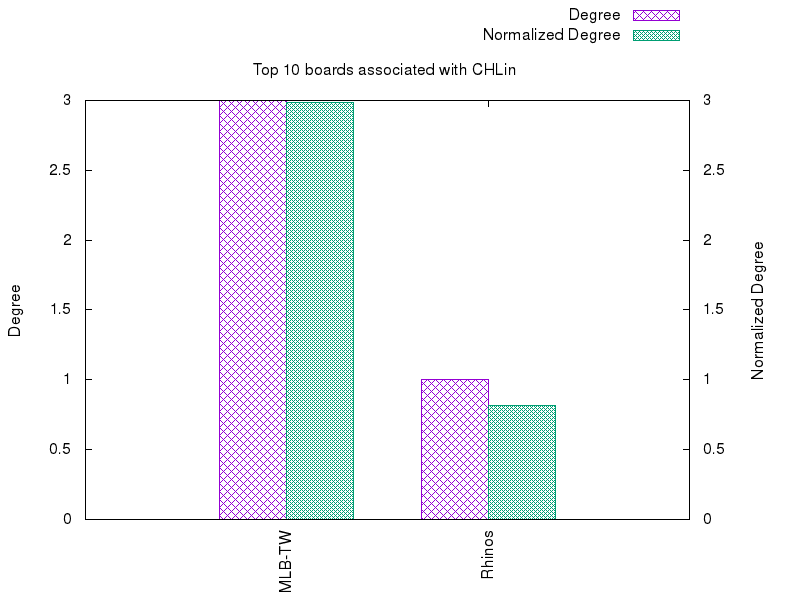 Degree
Normalized Degree
Top 10 boards associated with CHLin
3
2.5
2
1.5
1
0.5
0
3
2.5
2
1.5
1
0.5
0
Degree
Normalized Degree
MLB-TW
Rhinos